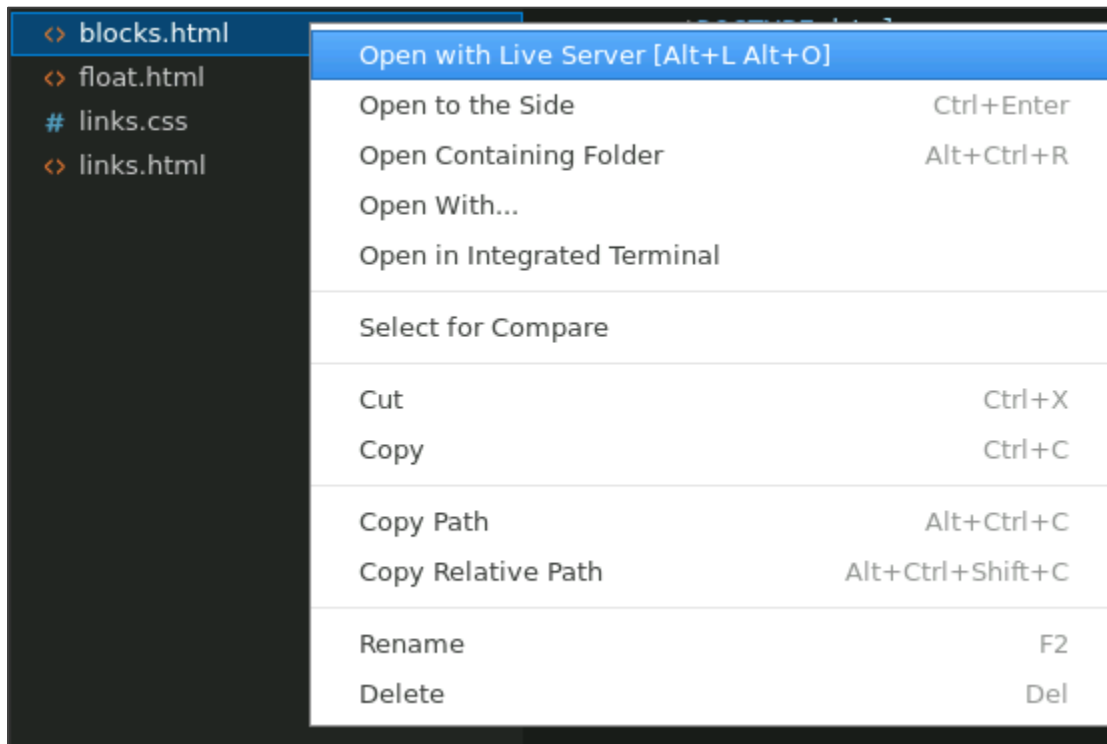 blocks.html
float.html
# links.css
links.html
Open with Live Server [Alt+L Alt+O]
Open to the Side Ctrl+Enter
Open Containing Folder Alt+Ctrl+R
Open With...
Open in Integrated Terminal
Select for Compare
Cut Ctrl+X
Copy Ctrl+C
Copy Path Alt+Ctrl+C
Copy Relative Path Alt+Ctrl+Shift+C
Rename F2
Delete Del